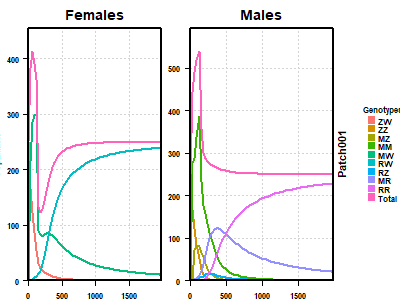 Females Males
400
300
200
100
0
0 500 1000 1500
500
400
300
200
100
0
0 500 1000 1500
Patch001
Genotypes
ZW
ZZ
MZ
MM
MW
RW
RZ
MR
RR
Total